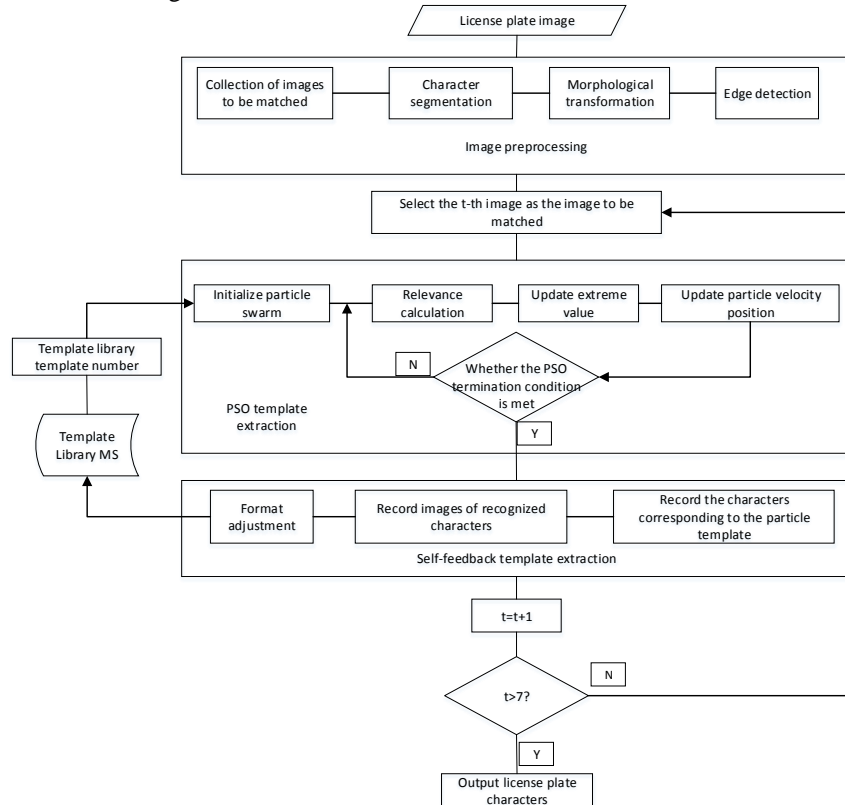 License plate image
Collection of images
to be matched
Character
segmentation
Morphological
transformation
Edge detection
Image preprocessing
Select the t-th image as the image to be
matched
Initialize particle
swarm
Relevance
calculation
Update extreme
value
Update particle velocity
position
Template library
template number
N
Whether the PSO
termination condition
is met
PSO template
extraction
Y
Template
Library MS
Format
adjustment
Record images of recognized
characters
Record the characters
corresponding to the particle
template
Self-feedback template extraction
t=t+1
t>7?
N
Y
Output license plate
characters